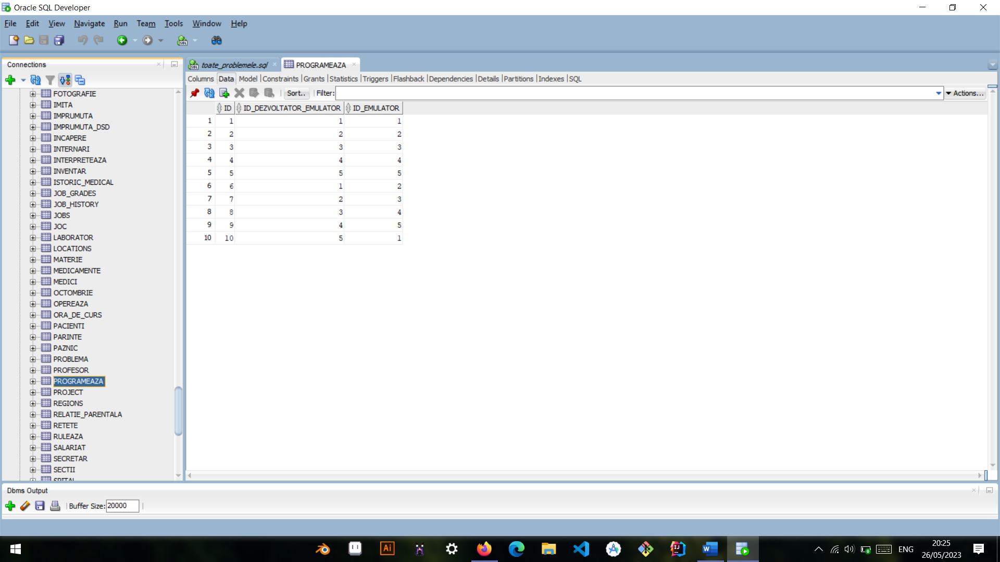 Oracle SQL Developer
File Edit View Navigate Run Team Tools Window Help
Connections
toate_problemele.sql
PROGRAMEAZA
Columns Data Model Constraints Grants Statistics Triggers Flashback Dependencies Details Partitions Indexes SQL
Sort.. Filter: Actions...
FOTOGRAFIE
IMITA
IMPRUMUTA
IMPRUMUTA_DSD
INCAPERE
INTERNARI
INTERPRETEAZA
INVENTAR
ISTORIC_MEDICAL
JOB_GRADES
JOB_HISTORY
JOBS
JOC
LABORATOR
LOCATIONS
MATERIE
MEDICAMENTE
MEDICI
OCTOMBRIE
OPEREAZA
ORA_DE_CURS
PACIENTI
PARINTE
PAZNIC
PROBLEMA
PROFESOR
PROGRAMEAZA
PROJECT
REGIONS
RELATIE_PARENTALA
RETETE
RULEAZA
SALARIAT
SECRETAR
SECTII
SPITAL
ID ID_DEZVOLTATOR_EMULATOR ID_EMULATOR
1 1 1 1
2 2 2 2
3 3 3 3
4 4 4 4
5 5 5 5
6 6 1 2
7 7 2 3
8 8 3 4
9 9 4 5
10 10 5 1
Dbms Output
Buffer Size: 20000
ENG
20:25
26/05/2023